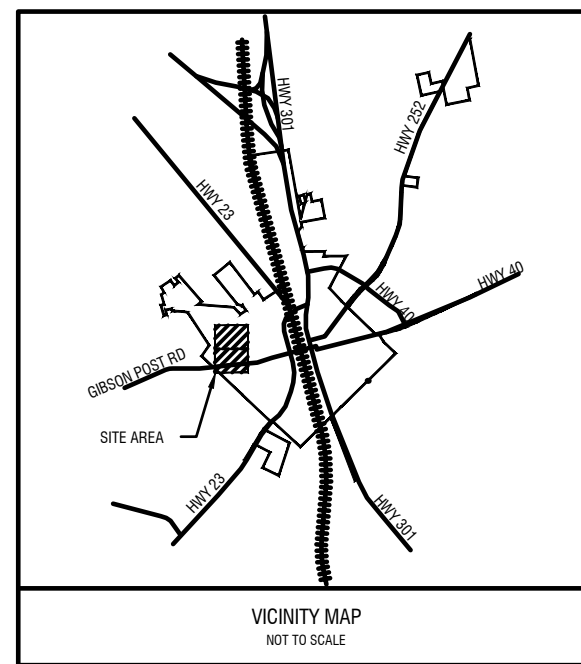 HWY 301
HWY 252
HWY 23
HWY 40
HWY 40
GIBSON POST RD
SITE AREA
HWY 23
HWY 301
VICINITY MAP
NOT TO SCALE